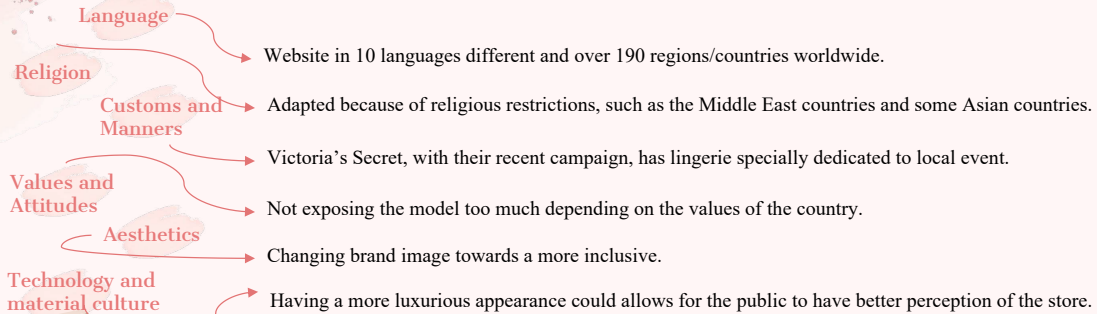 Language
Website in 10 languages different and over 190 regions/countries worldwide.
Religion
Adapted because of religious restrictions, such as the Middle East countries and some Asian countries.
Customs and
Manners
Victoria’s Secret, with their recent campaign, has lingerie specially dedicated to local event.
Values and
Attitudes
Not exposing the model too much depending on the values of the country.
Aesthetics
Changing brand image towards a more inclusive.
Technology and
material culture
Having a more luxurious appearance could allows for the public to have better perception of the store.